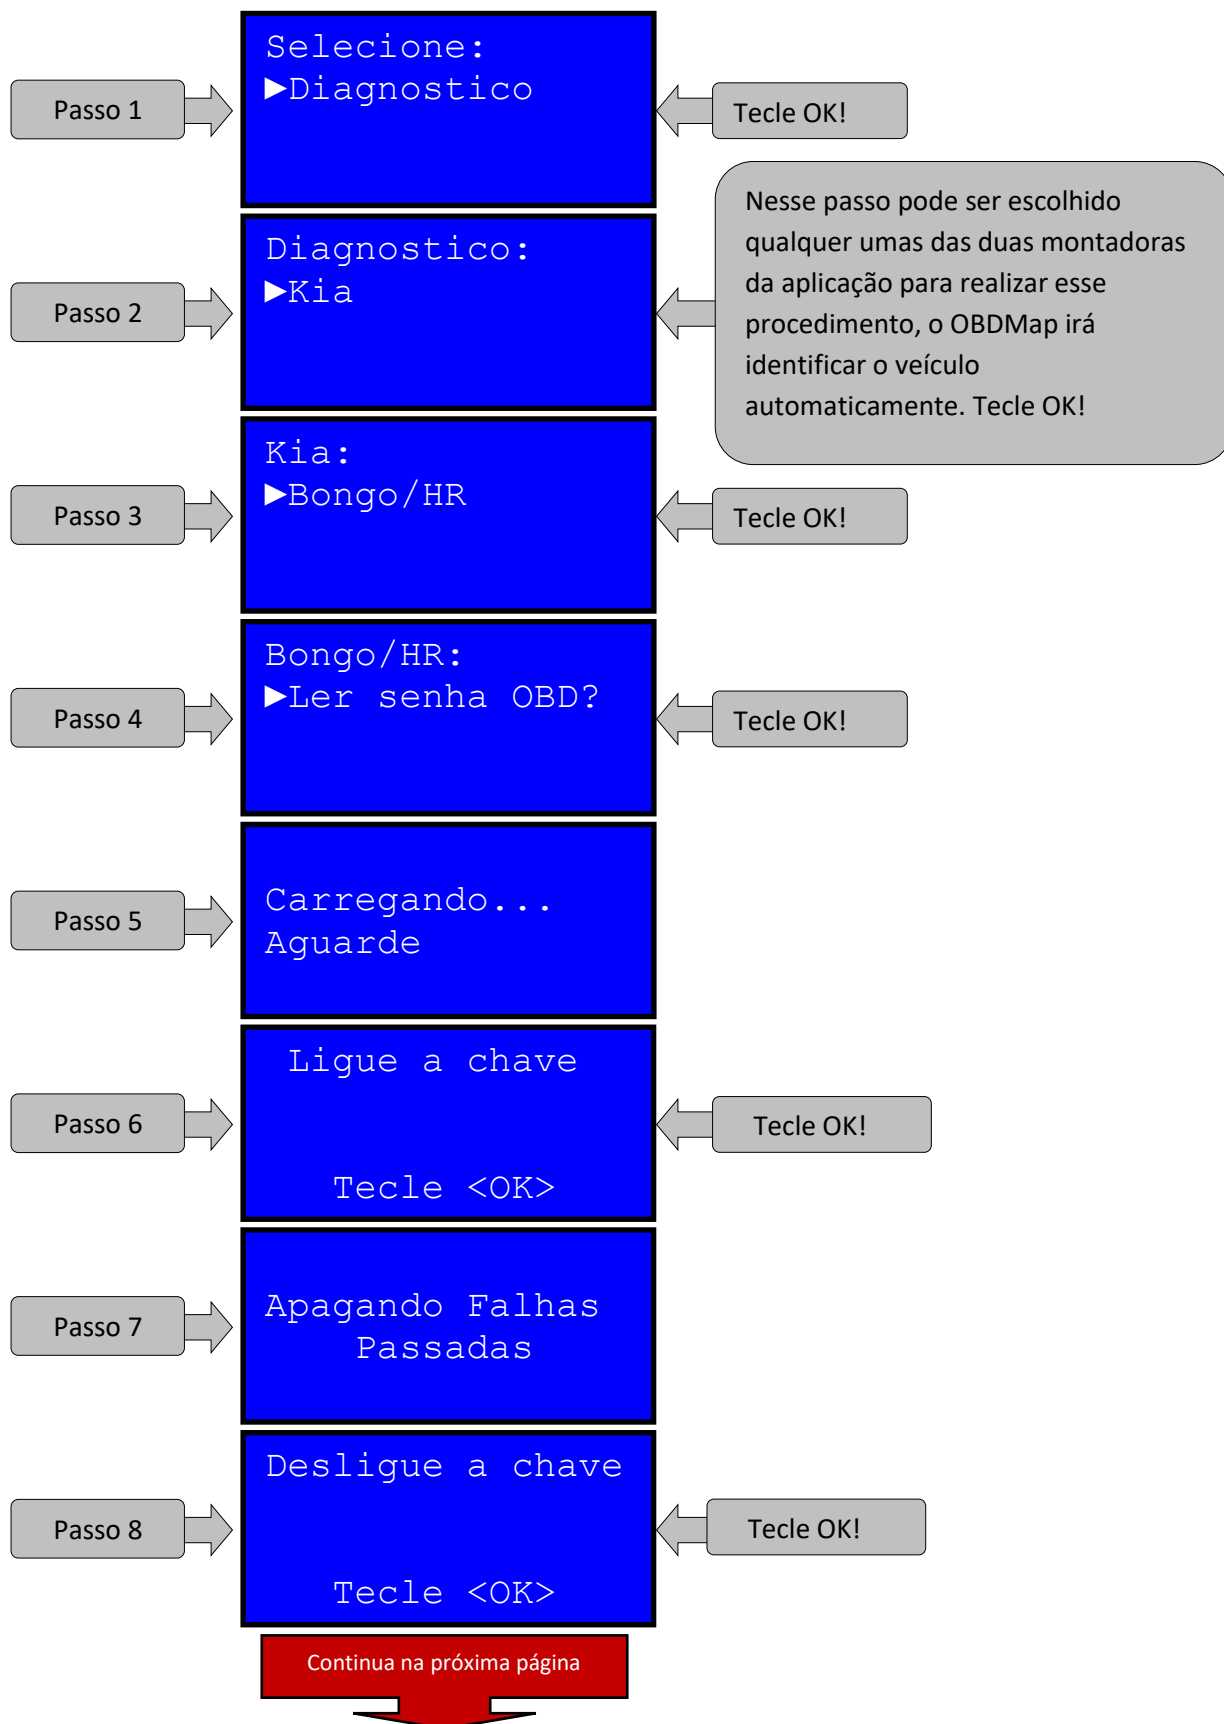 Selecione:
►Diagnostico
Passo 1
Tecle OK!
Diagnostico:
►Kia
Passo 2
Nesse passo pode ser escolhido
qualquer umas das duas montadoras
da aplicação para realizar esse
procedimento, o OBDMap irá
identificar o veículo
automaticamente. Tecle OK!
Kia:
►Bongo/HR
Passo 3
Tecle OK!
Bongo/HR:
►Ler senha OBD?
Passo 4
Tecle OK!
Carregando...
Aguarde
Passo 5
Ligue a chave
Passo 6
Tecle OK!
Tecle <OK>
Apagando Falhas
Passadas
Passo 7
Desligue a chave
Passo 8
Tecle OK!
Tecle <OK>
Continua na próxima página